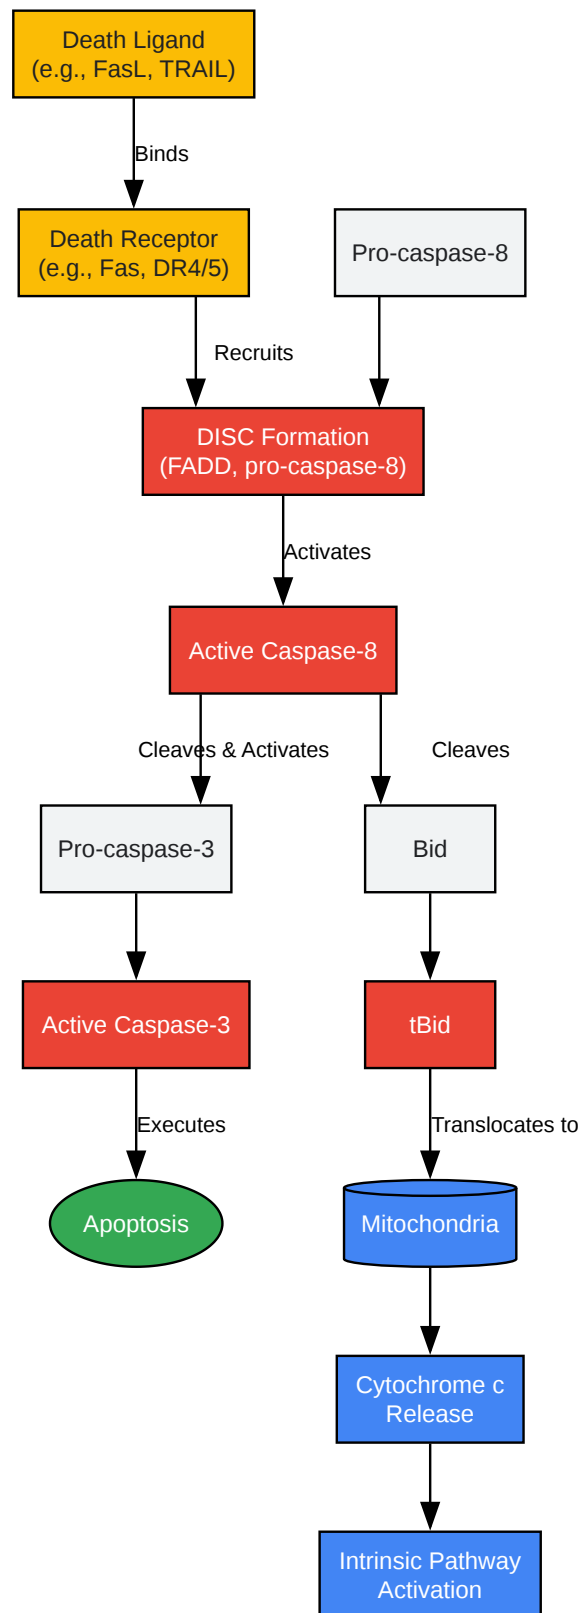 Death Ligand
(e.g., FasL, TRAIL)
Binds
Death Receptor
(e.g., Fas, DR4/5)
Pro-caspase-8
Recruits
DISC Formation
(FADD, pro-caspase-8)
Activates
Active Caspase-8
Cleaves & Activates
Cleaves
Pro-caspase-3
Bid
Active Caspase-3
tBid
Executes
Translocates to
Apoptosis
Mitochondria
Cytochrome c
Release
Intrinsic Pathway
Activation